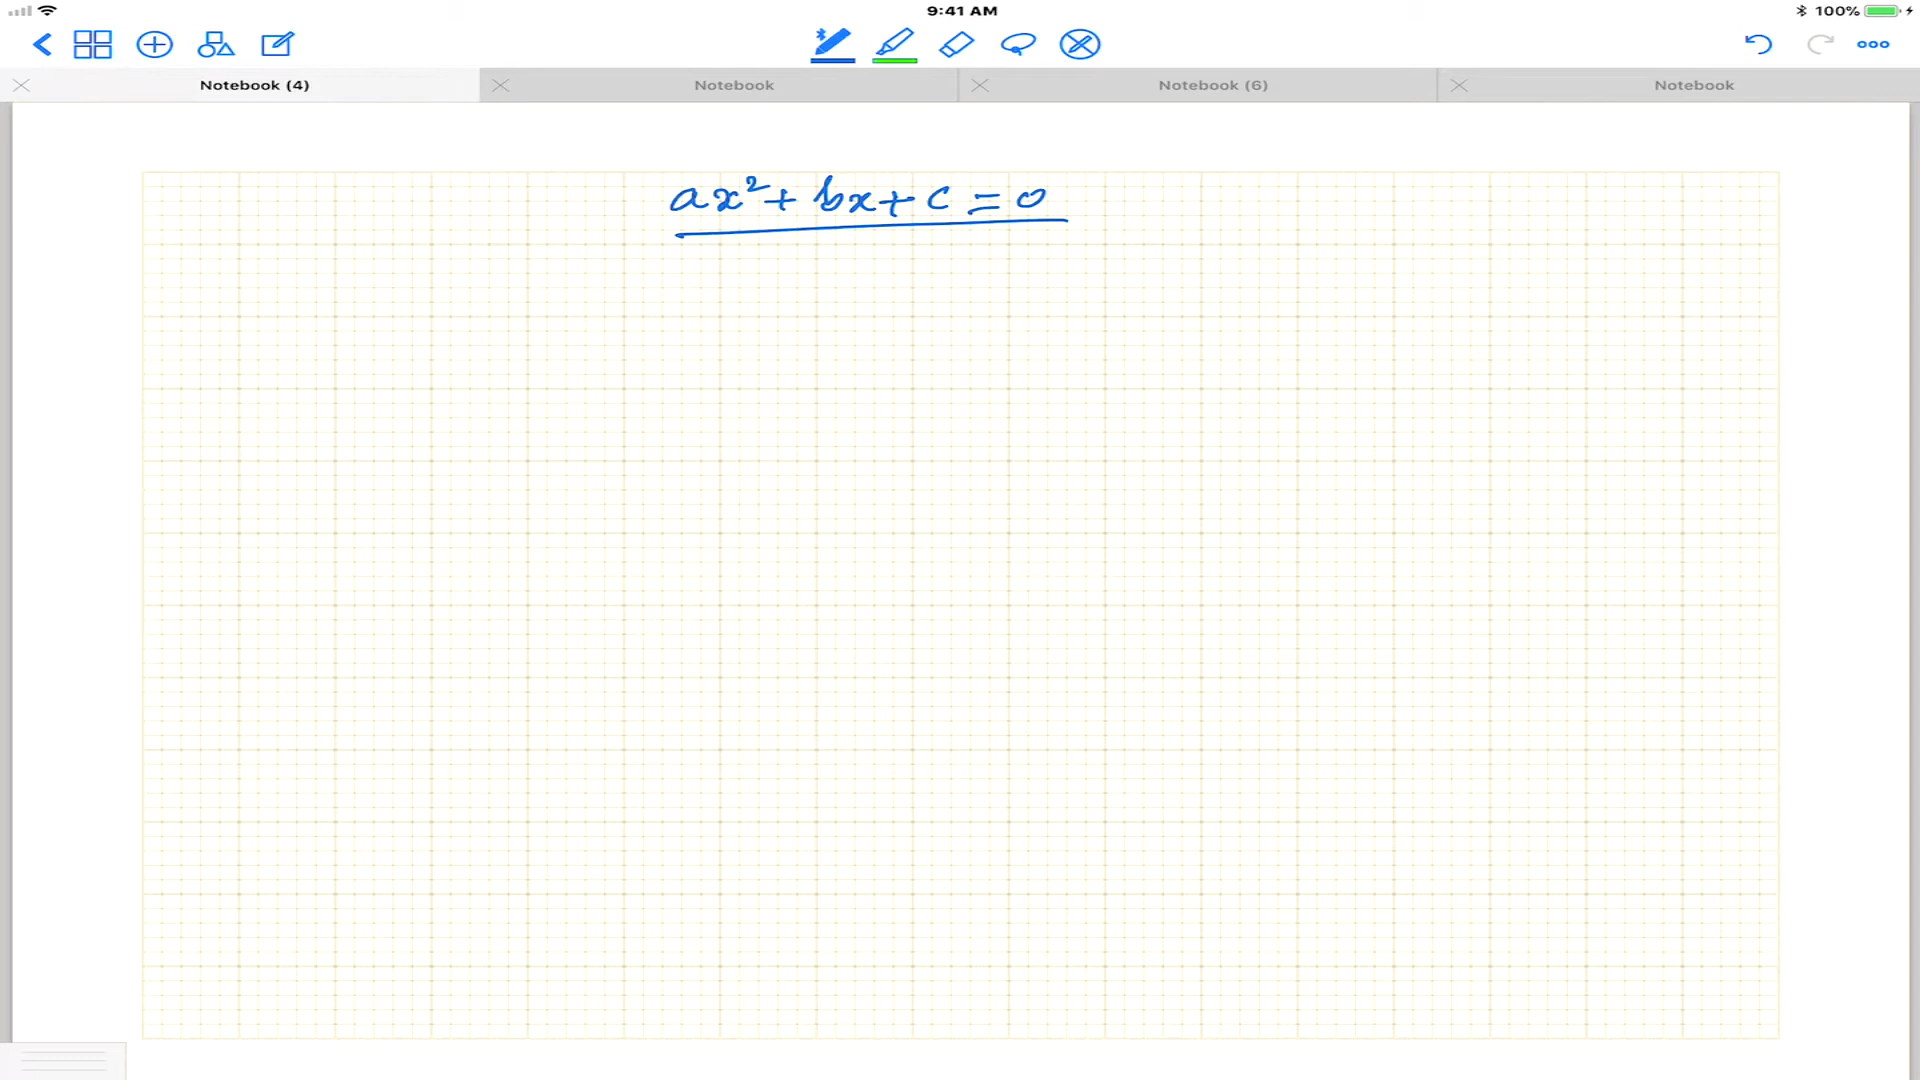 9:41 AM
100%
Notebook (4)
Notebook
Notebook (6)
Notebook
ax² + bx + c = 0